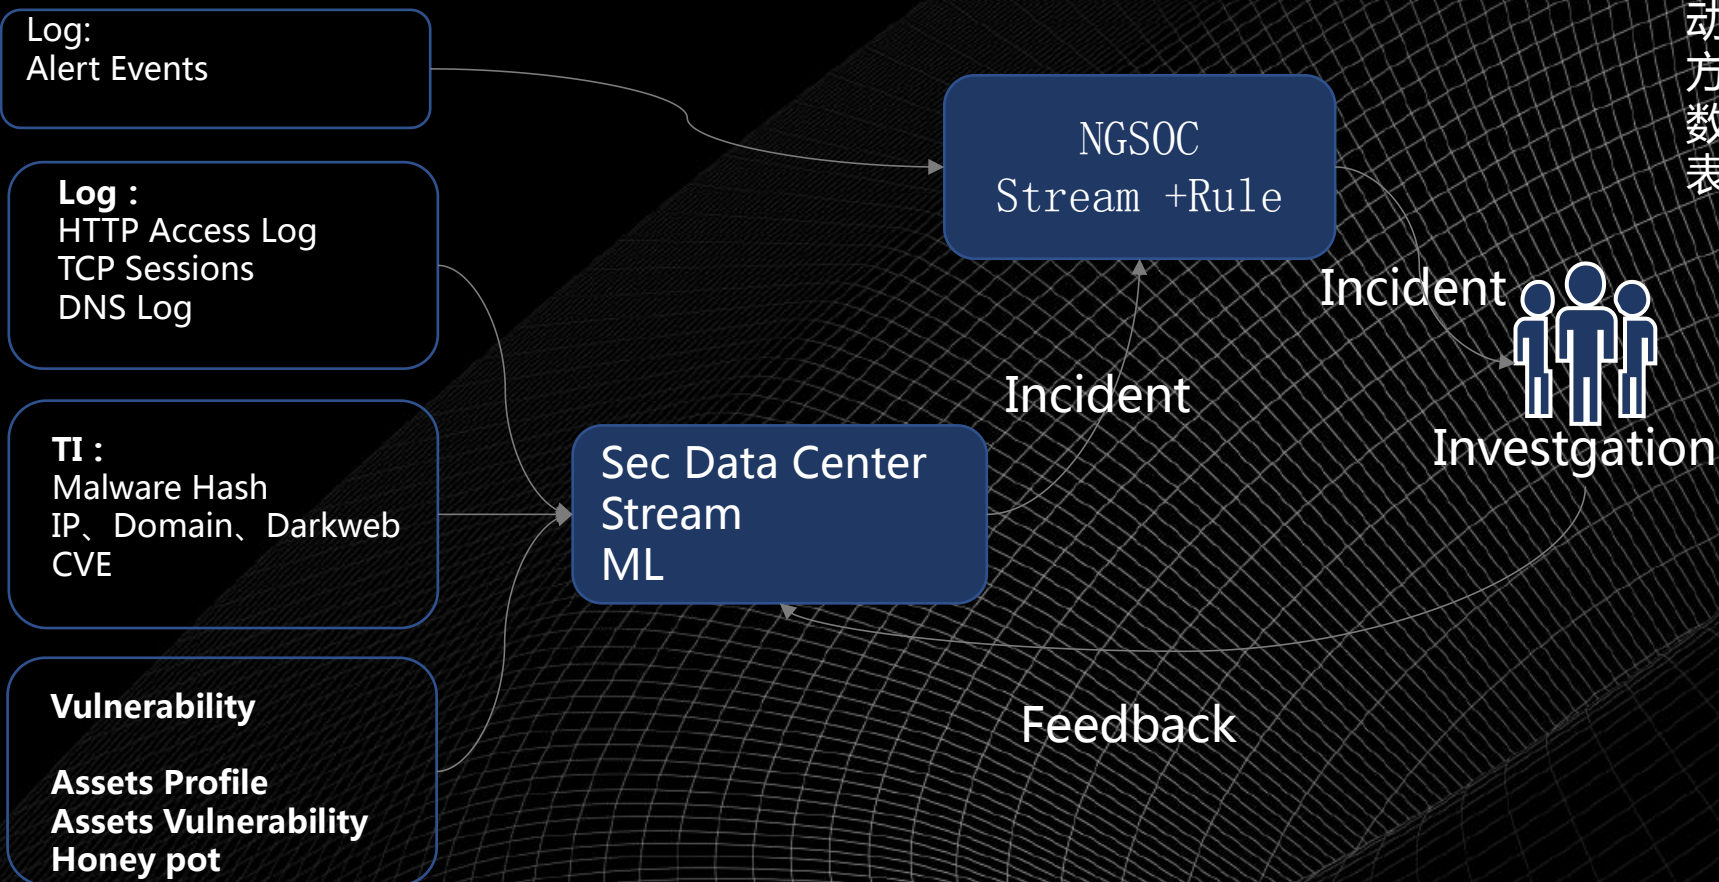 Log:
Alert Events
Log：
HTTP Access Log
TCP Sessions
DNS Log
TI：
Malware Hash
IP、Domain、Darkweb
CVE
Vulnerability
Assets Profile
Assets Vulnerability
Honey pot
Sec Data Center
Stream
ML
NGSOC
Stream +Rule
Incident
Incident
Investgation
Feedback
动
方
数
表